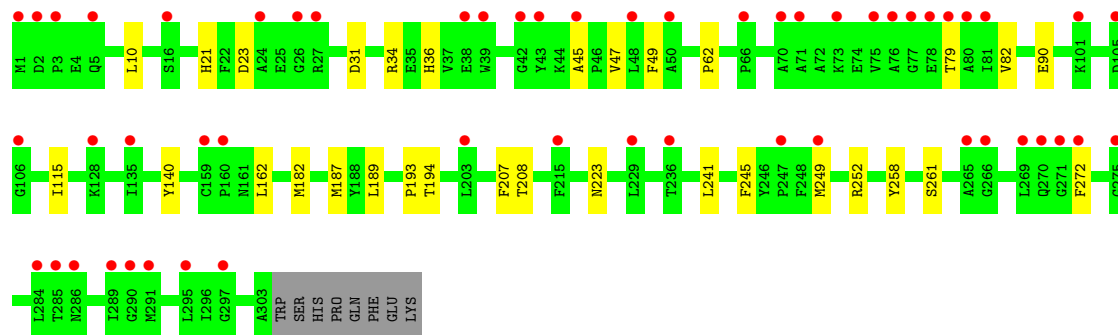 M1 D2 P3 E4 Q5 L10 S16 H21 F22 D23 A24 E25 G26 R27 D31 R34 E35 H36 V37 E38 W39 G42 Y43 K44 A45 P46 V47 L48 F49 A50 P62 P66 A70 A71 A72 K73 E74 V75 A76 G77 E78 T79 A80 I81 V82 E90 K101 D105
G106 I115 K128 I135 Y140 C159 P160 N161 L162 M182 M187 Y188 L189 P193 T194 L203 F207 T208 F215 N223 L229 T236 L241 F245 Y246 P247 F248 M249 R252 Y258 S261 A265 G266 L269 Q270 G271 F272
L284 T285 N286 I289 G290 M291 L295 I296 G297 A303 TRP SER HIS PRO GLN PHE GLU LYS